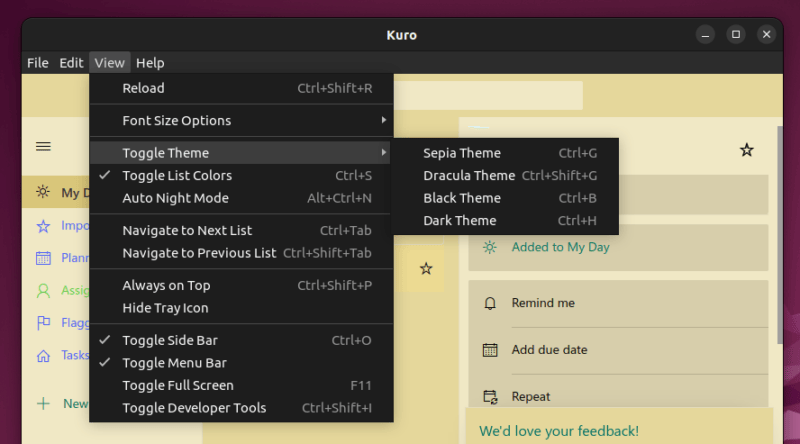 Kuro
File Edit View Help
Reload Ctrl+Shift+R
Font Size Options
Toggle Theme
Toggle List Colors Ctrl+S
Auto Night Mode Alt+Ctrl+N
Navigate to Next List Ctrl+Tab
Navigate to Previous List Ctrl+Shift+Tab
Always on Top Ctrl+Shift+P
Hide Tray Icon
Toggle Side Bar Ctrl+O
Toggle Menu Bar
Toggle Full Screen F11
Toggle Developer Tools Ctrl+Shift+I
Sepia Theme Ctrl+G
Dracula Theme Ctrl+Shift+G
Black Theme Ctrl+B
Dark Theme Ctrl+H
My D
Impo
Plann
Assig
Flagg
Tasks
New
Added to My Day
Remind me
Add due date
Repeat
We'd love your feedback!